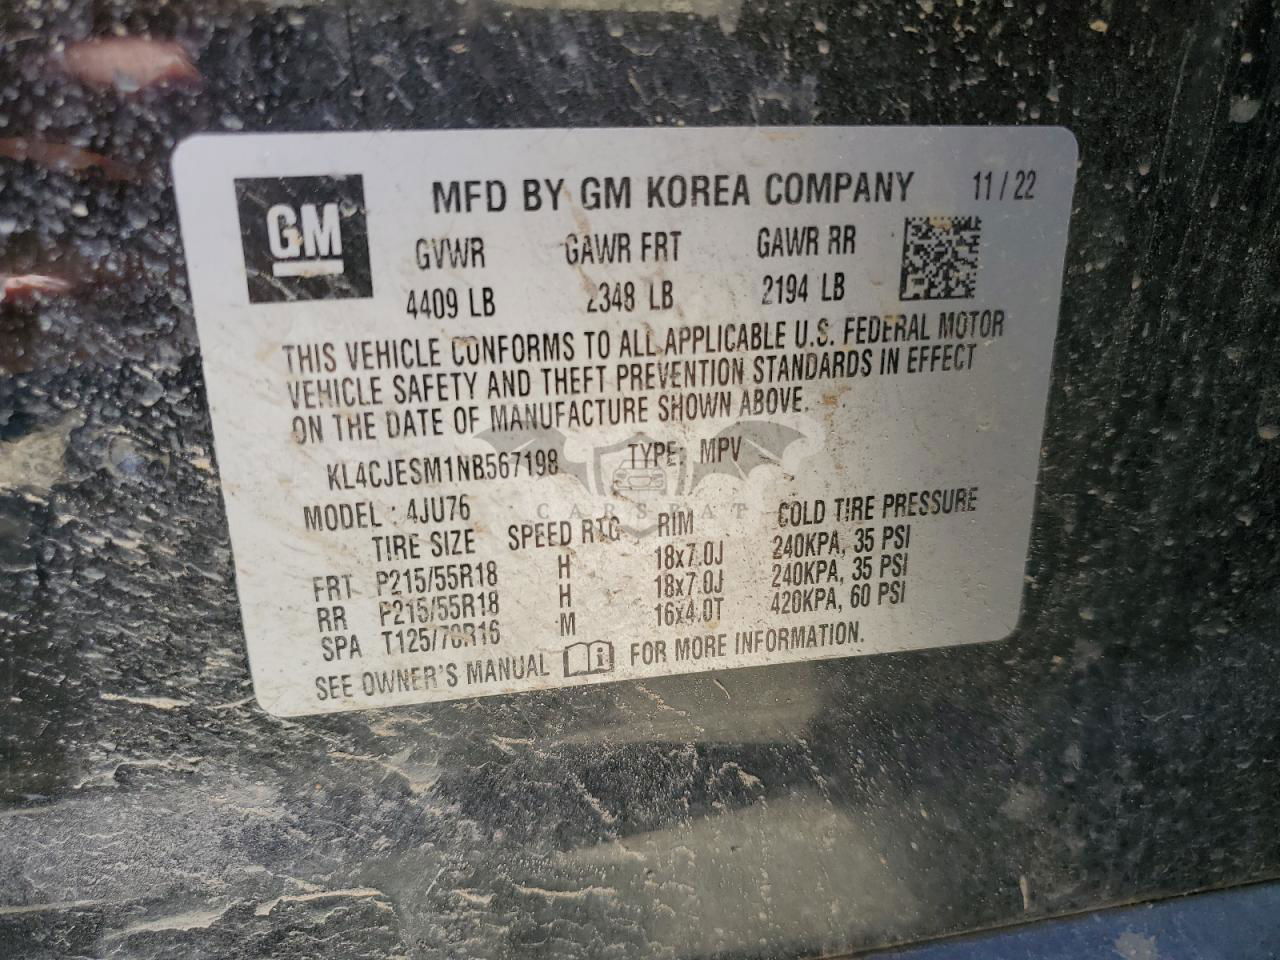 GM
MFD BY GM KOREA COMPANY 11 / 22
GVWR GAWR FRT GAWR RR
4409 LB 2348 LB 2194 LB
THIS VEHICLE CONFORMS TO ALL APPLICABLE U.S. FEDERAL MOTOR
VEHICLE SAFETY AND THEFT PREVENTION STANDARDS IN EFFECT
ON THE DATE OF MANUFACTURE SHOWN ABOVE.
KL4CJESM1NB567198 TYPE: MPV
CARSBAT
MODEL : 4JU76
TIRE SIZE SPEED RTG RIM COLD TIRE PRESSURE
FRT P215/55R18 H 18x7.0J 240KPA, 35 PSI
RR P215/55R18 H 18x7.0J 240KPA, 35 PSI
SPA T125/70R16 M 16x4.0T 420KPA, 60 PSI
SEE OWNER'S MANUAL i FOR MORE INFORMATION.